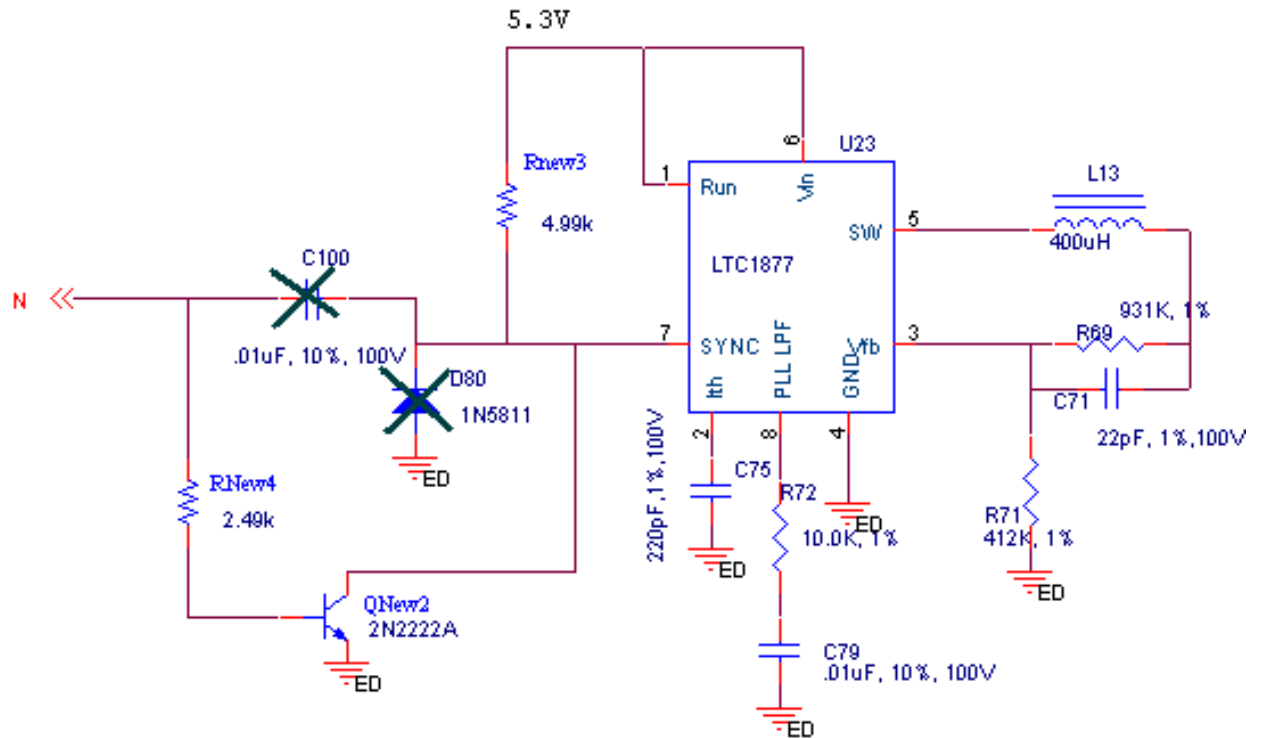 5.3V
6
U23
Rnew3
1
Run
Vin
L13
4.99k
SW
5
400uH
C100
LTC1877
N
931K, 1%
.01uF, 10%, 100V
7
SYNC
PLL LPF
GND
Vfb
3
R69
D80
1N5811
Ith
C71
2
8
4
22pF, 1%,100V
ED
220pF,1%,100V
C75
R72
RNew4
2.49k
10.0K, 1%
ED
R71
412K, 1%
ED
ED
QNew2
2N2222A
C79
.01uF, 10%, 100V
ED
ED